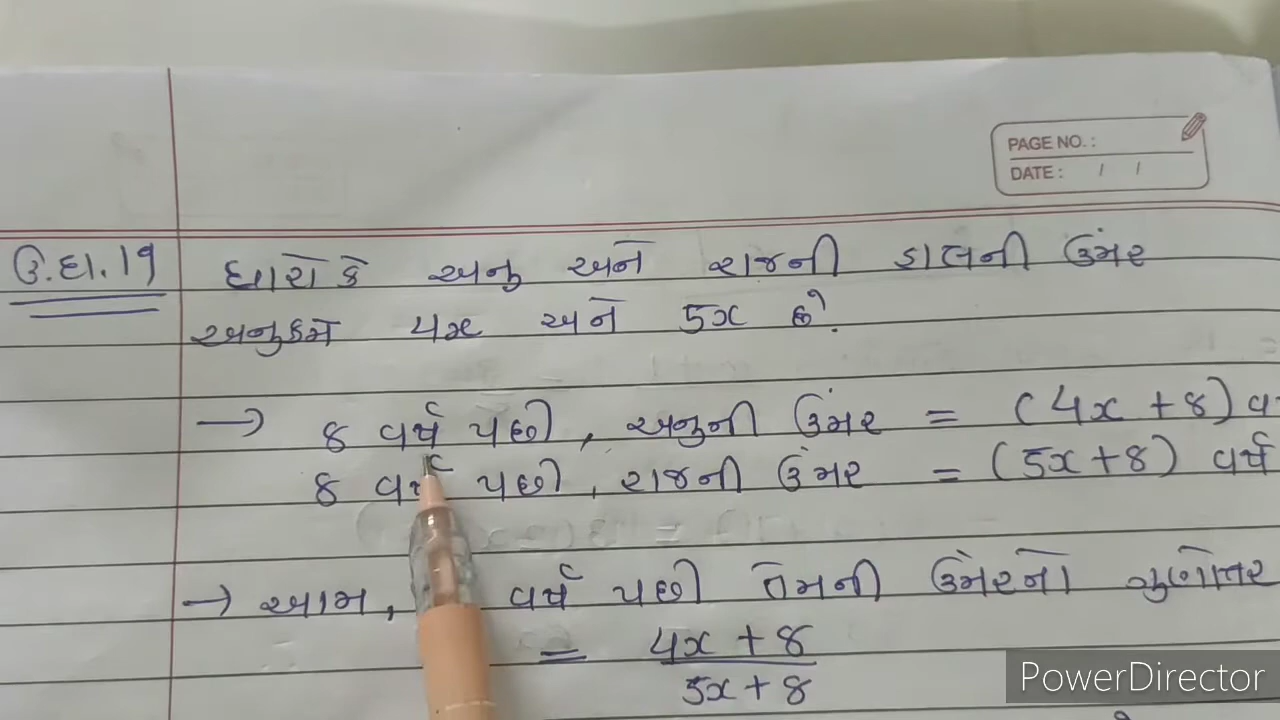 PAGE NO. :
DATE : / /
ઉ.દા. 19 ધારો કે અનુ અને રાજની હાલની ઉંમર
અનુક્રમે 4x અને 5x છે.
→ 8 વર્ષ પછી, અનુની ઉંમર = (4x + 8) વ
8 વર્ષ પછી, રાજની ઉંમર = (5x + 8) વર્ષ
→ આમ, વર્ષ પછી તેમની ઉંમરનો ગુણોત્તર
= 4x + 8
5x + 8
PowerDirector